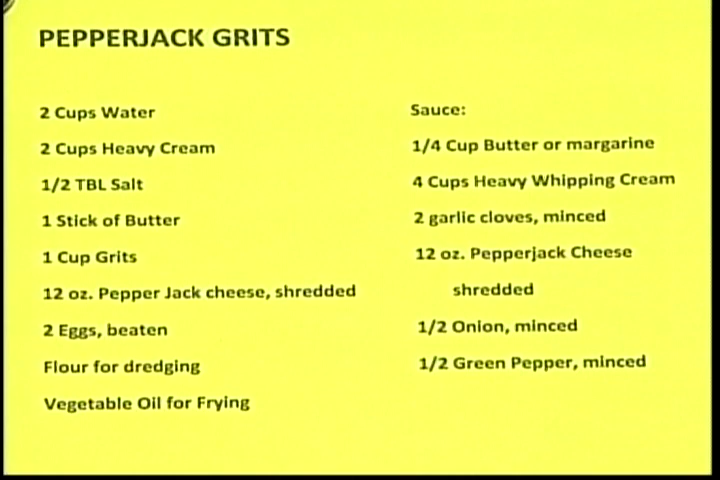 PEPPERJACK GRITS
2 Cups Water
2 Cups Heavy Cream
1/2 TBL Salt
1 Stick of Butter
1 Cup Grits
12 oz. Pepper Jack cheese, shredded
2 Eggs, beaten
Flour for dredging
Vegetable Oil for Frying
Sauce:
1/4 Cup Butter or margarine
4 Cups Heavy Whipping Cream
2 garlic cloves, minced
12 oz. Pepperjack Cheese
shredded
1/2 Onion, minced
1/2 Green Pepper, minced